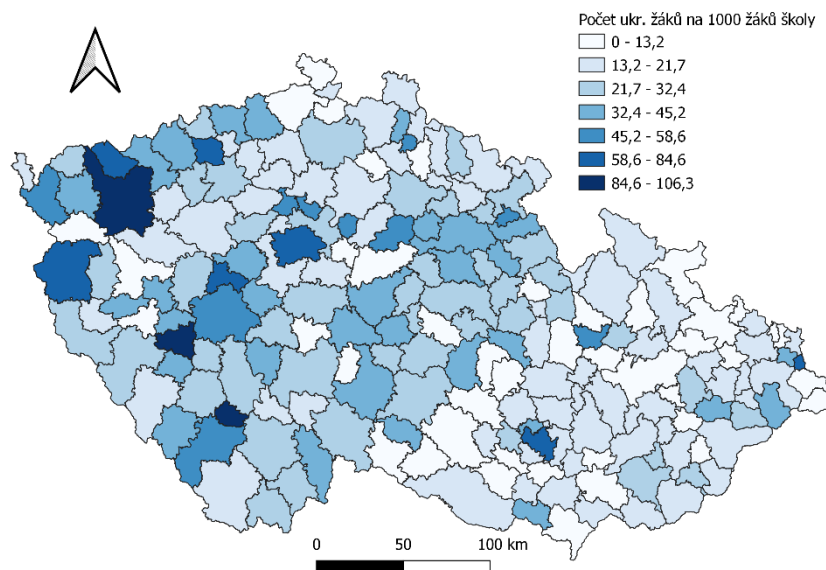 Počet ukr. žáků na 1000 žáků školy
0 - 13,2
13,2 - 21,7
21,7 - 32,4
32,4 - 45,2
45,2 - 58,6
58,6 - 84,6
84,6 - 106,3
0 50 100 km